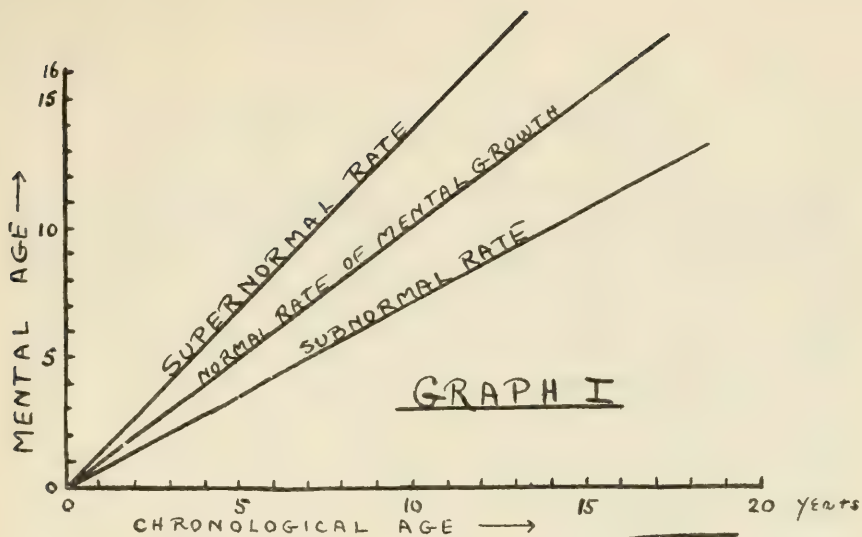 16
15
10
5
0
MENTAL AGE →
SUPERNORMAL RATE
NORMAL RATE OF MENTAL GROWTH
SUBNORMAL RATE
GRAPH I
0 5 10 15 20 years
CHRONOLOGICAL AGE →